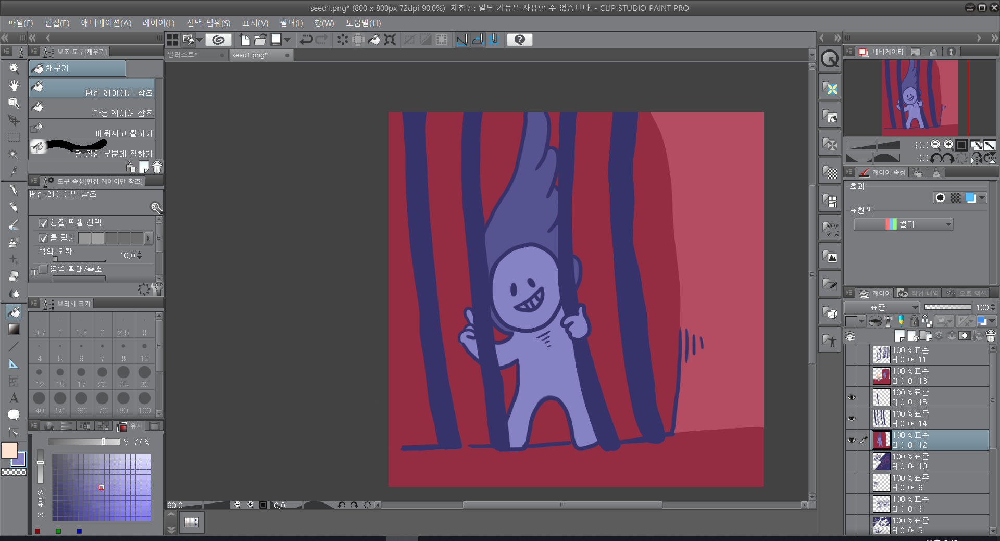 seed1.png* (800 x 800px 72dpi 90.0%)  체험판: 일부 기능을 사용할 수 없습니다. - CLIP STUDIO PAINT PRO
파일(F) 편집(E) 애니메이션(A) 레이어(L) 선택 범위(S) 표시(V) 필터(I) 창(W) 도움말(H)
일러스트* seed1.png*
보조 도구[채우기]
채우기
편집 레이어만 참조
다른 레이어 참조
에워싸고 칠하기
덜 칠한 부분에 칠하기
도구 속성[편집 레이어만 참조]
편집 레이어만 참조
인접 픽셀 선택
틈 닫기
색의 오차 10.0
영역 확대/축소
브러시 크기
0.7 1 1.5 2 2.5 3
4 5 6 7 8 10
12 15 17 20 25 30
40 50 60 70 80 100
유시
V 77 %
S 40 %
90.0 0.0
내비게이터
90.0
0.0
레이어 속성
효과
표현색
컬러
레이어 작업 내역 오토 액션
표준 100
100 % 표준
레이어 11
100 % 표준
레이어 13
100 % 표준
레이어 15
100 % 표준
레이어 14
100 % 표준
레이어 12
100 % 표준
레이어 10
100 % 표준
레이어 9
100 % 표준
레이어 8
100 % 표준
레이어 5